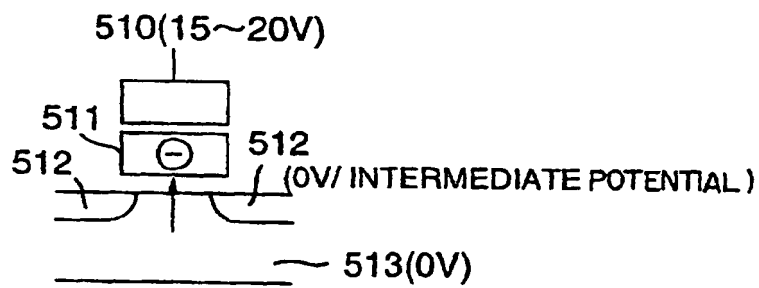 510(15~20V)
511
512
512
(0V/ INTERMEDIATE POTENTIAL)
513(0V)